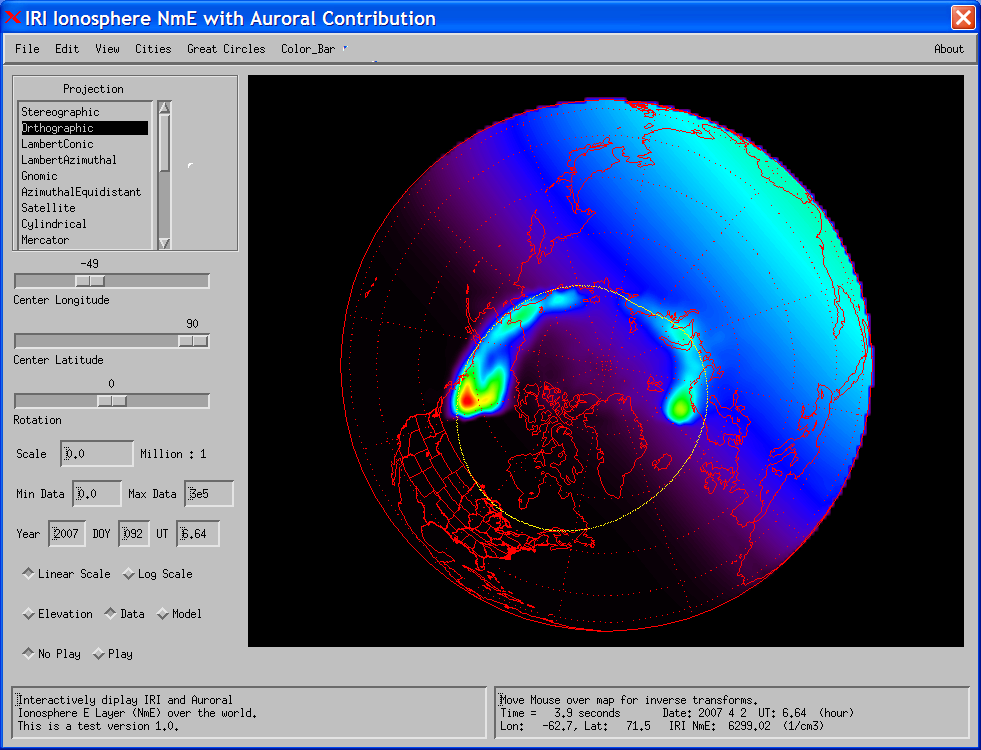 IRI Ionosphere NmE with Auroral Contribution
File Edit View Cities Great Circles Color_Bar About
Projection
Stereographic
Orthographic
LambertConic
LambertAzimuthal
Gnomic
AzimuthalEquidistant
Satellite
Cylindrical
Mercator
-49
Center Longitude
90
Center Latitude
0
Rotation
Scale 0.0 Million : 1
Min Data 0.0 Max Data 3e5
Year 2007 DOY 092 UT 6.64
Linear Scale Log Scale
Elevation Data Model
No Play Play
Interactively diplay IRI and Auroral
Ionosphere E Layer (NmE) over the world.
This is a test version 1.0.
Move Mouse over map for inverse transforms.
Time = 3.9 seconds Date: 2007 4 2 UT: 6.64 (hour)
Lon: -62.7, Lat: 71.5 IRI NmE: 6299.02 (1/cm3)